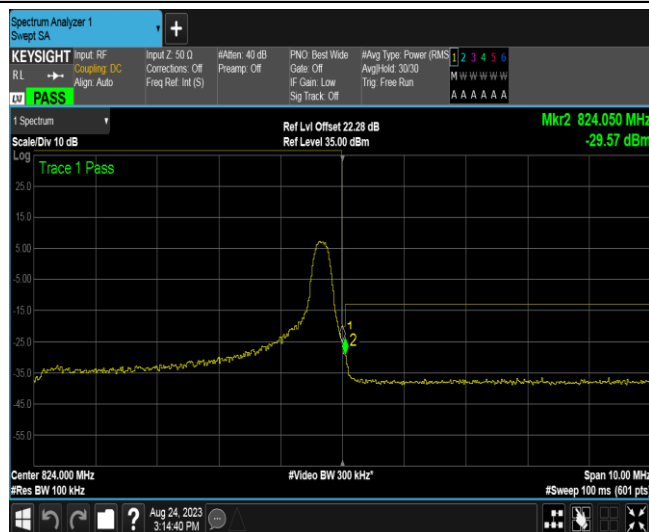 Spectrum Analyzer 1
Swept SA
KEYSIGHT
RL
LXI PASS
Input: RF
Coupling: DC
Align: Auto
Input Z: 50 Ω
Corrections: Off
Freq Ref: Int (S)
#Atten: 40 dB
Preamp: Off
PNO: Best Wide
Gate: Off
IF Gain: Low
Sig Track: Off
#Avg Type: Power (RMS
Avg|Hold: 30/30
Trig: Free Run
1 2 3 4 5 6
M W W W W W
A A A A A A
1 Spectrum
Scale/Div 10 dB
Ref Lvl Offset 22.28 dB
Ref Level 35.00 dBm
Mkr2 824.050 MHz
-29.57 dBm
Log
Trace 1 Pass
25.0
15.0
5.00
-5.00
-15.0
-25.0
-35.0
-45.0
-55.0
1
2
Center 824.000 MHz
#Res BW 100 kHz
#Video BW 300 kHz*
Span 10.00 MHz
#Sweep 100 ms (601 pts)
?
Aug 24, 2023
3:14:40 PM